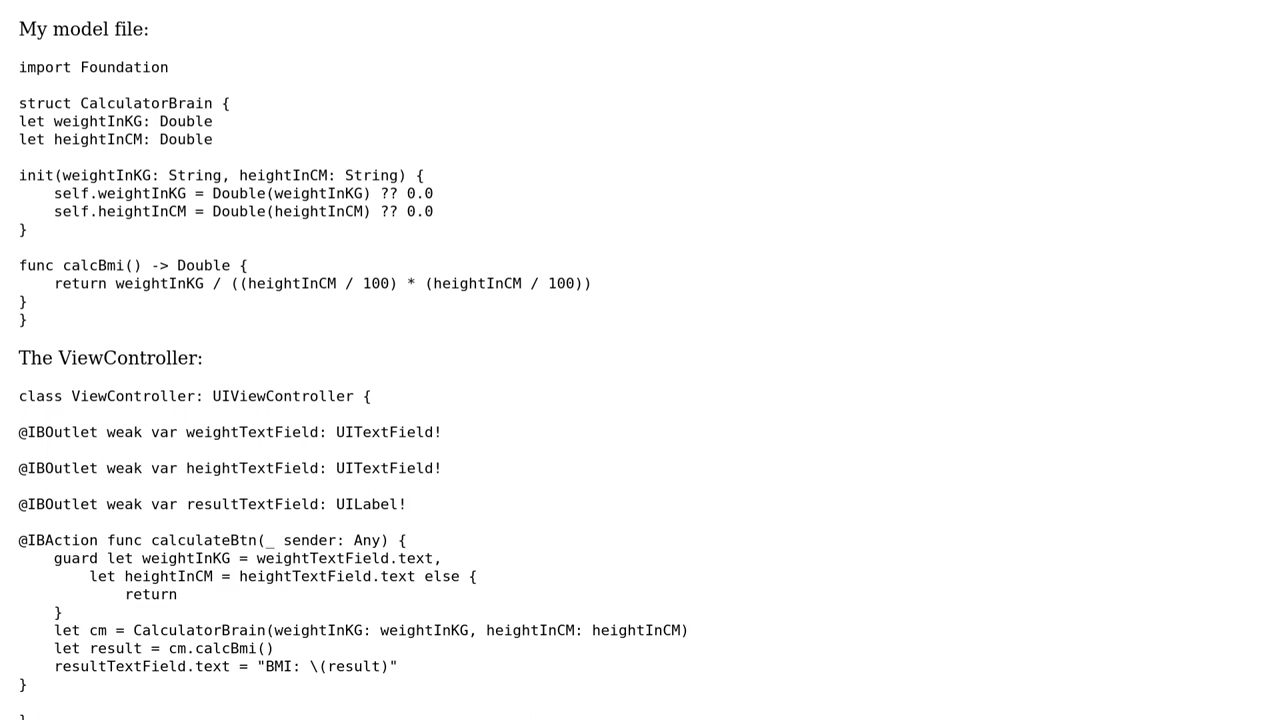 My model file:
import Foundation
struct CalculatorBrain {
let weightInKG: Double
let heightInCM: Double
init(weightInKG: String, heightInCM: String) {
    self.weightInKG = Double(weightInKG) ?? 0.0
    self.heightInCM = Double(heightInCM) ?? 0.0
}
func calcBmi() -> Double {
    return weightInKG / ((heightInCM / 100) * (heightInCM / 100))
}
}
The ViewController:
class ViewController: UIViewController {
@IBOutlet weak var weightTextField: UITextField!
@IBOutlet weak var heightTextField: UITextField!
@IBOutlet weak var resultTextField: UILabel!
@IBAction func calculateBtn(_ sender: Any) {
    guard let weightInKG = weightTextField.text,
        let heightInCM = heightTextField.text else {
            return
    }
    let cm = CalculatorBrain(weightInKG: weightInKG, heightInCM: heightInCM)
    let result = cm.calcBmi()
    resultTextField.text = "BMI: \(result)"
}
}